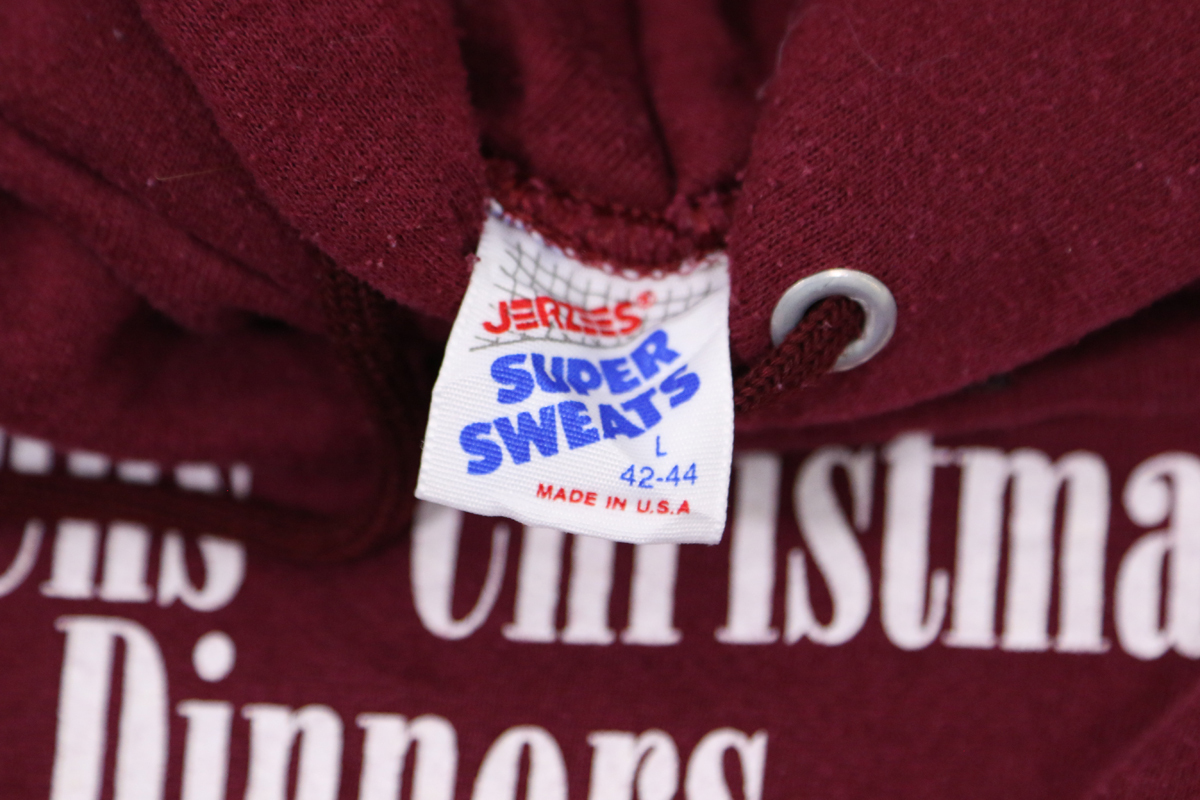 JERZEES®
SUPER
SWEATS
L
42-44
MADE IN U.S.A
Christma
Dinners